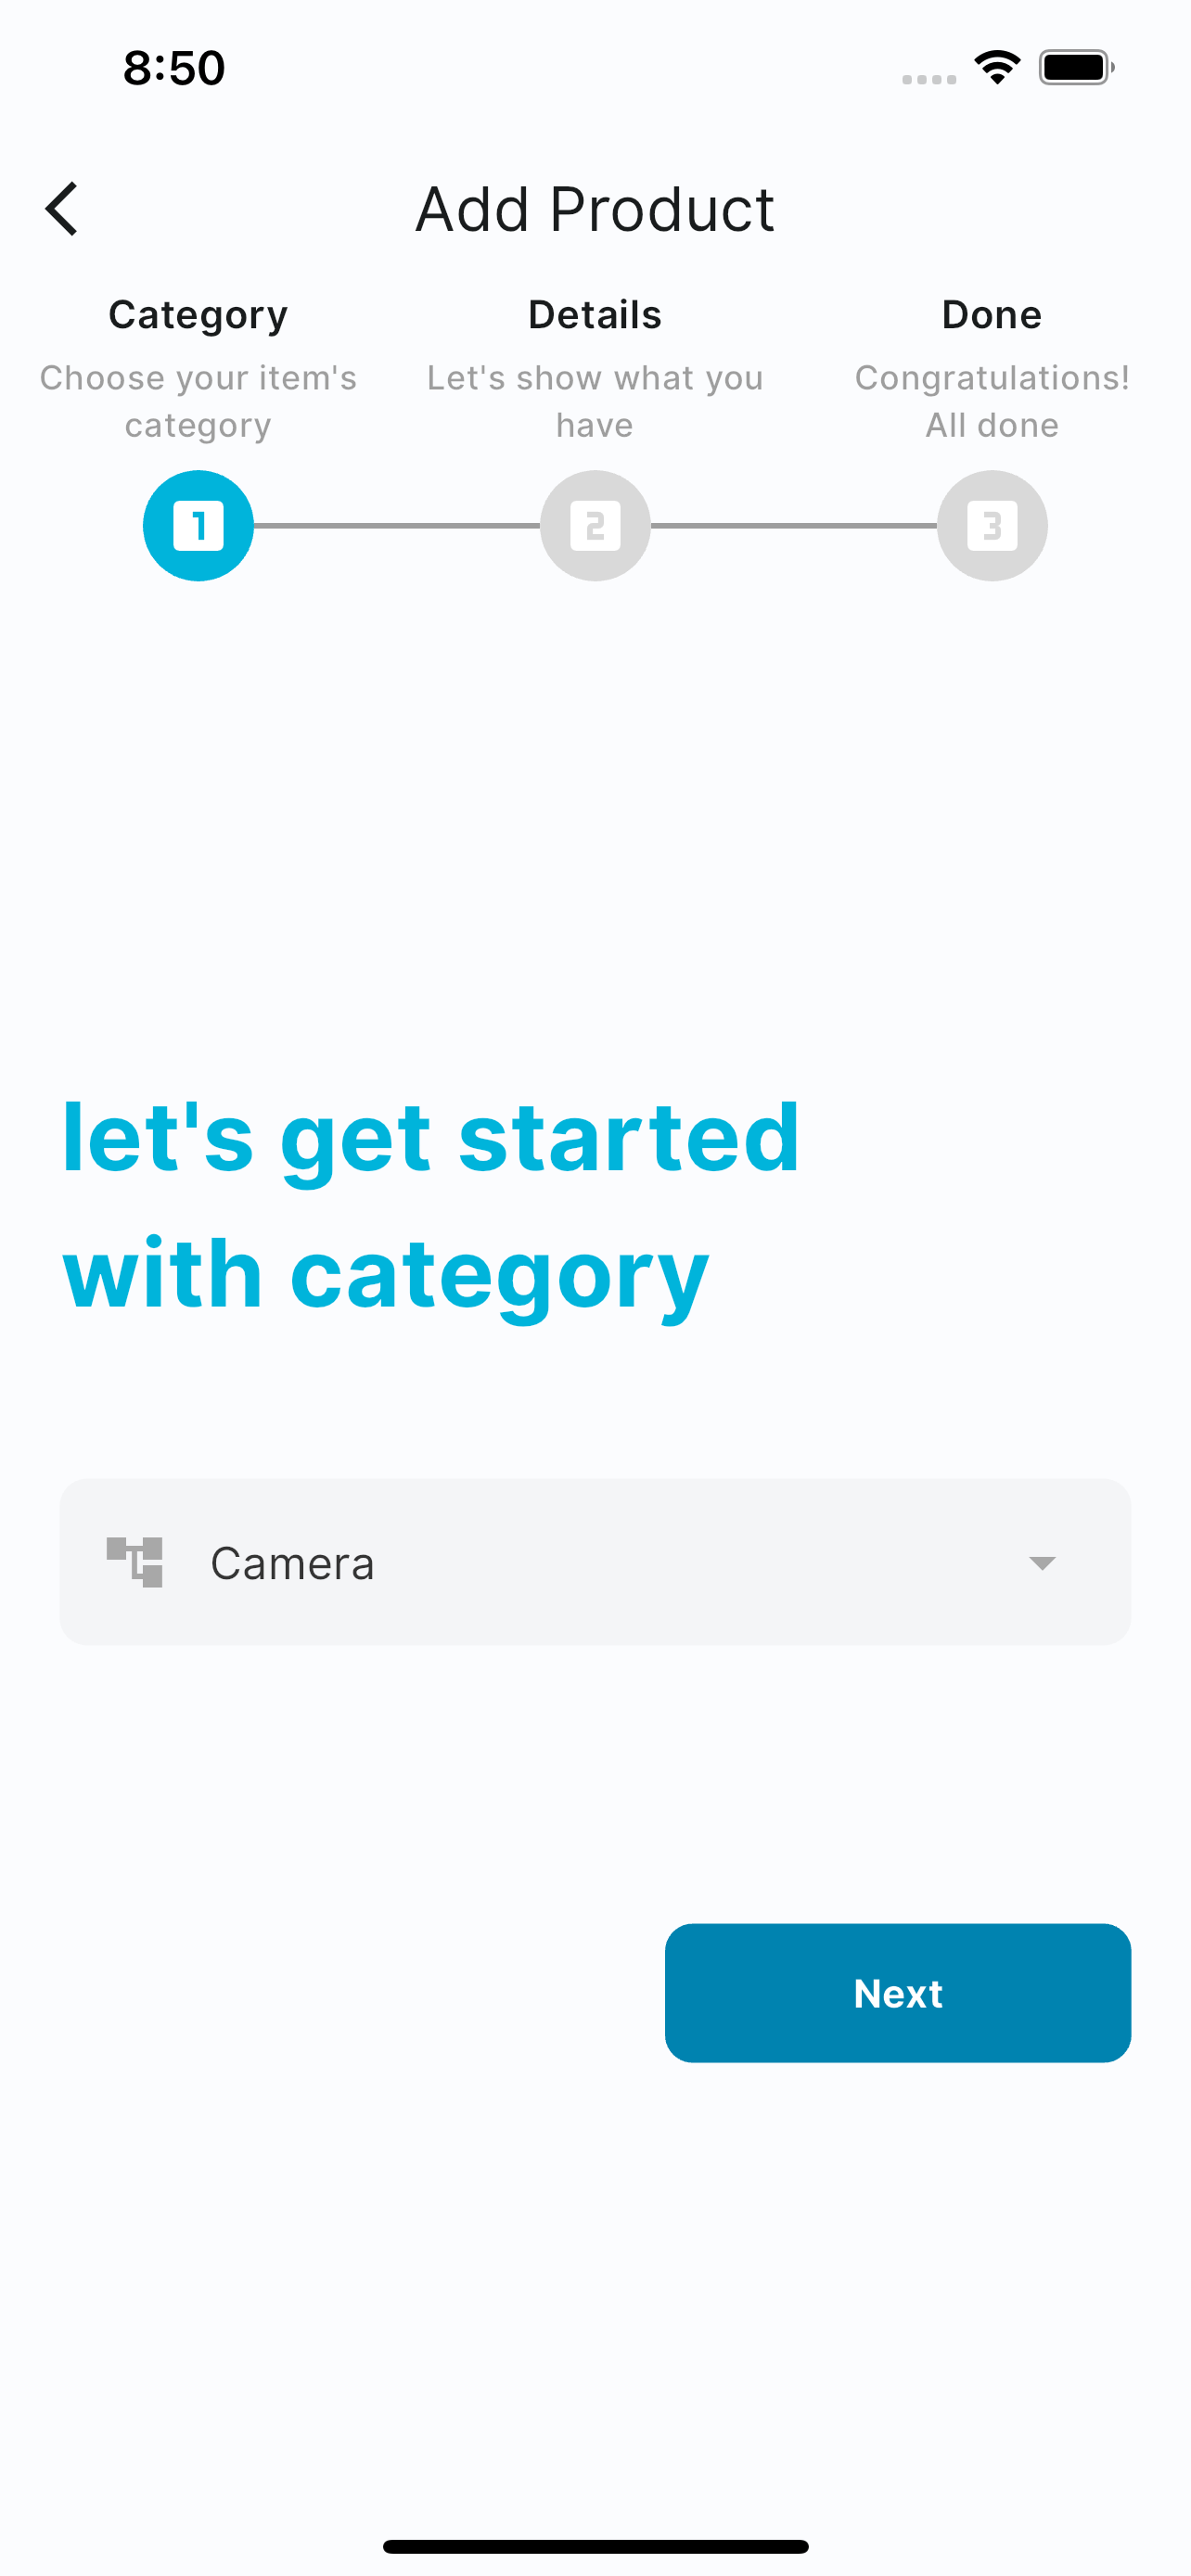 8:50
Add Product
Category
Choose your item's
category
Details
Let's show what you
have
Done
Congratulations!
All done
1
2
3
let's get started
with category
Camera
Next